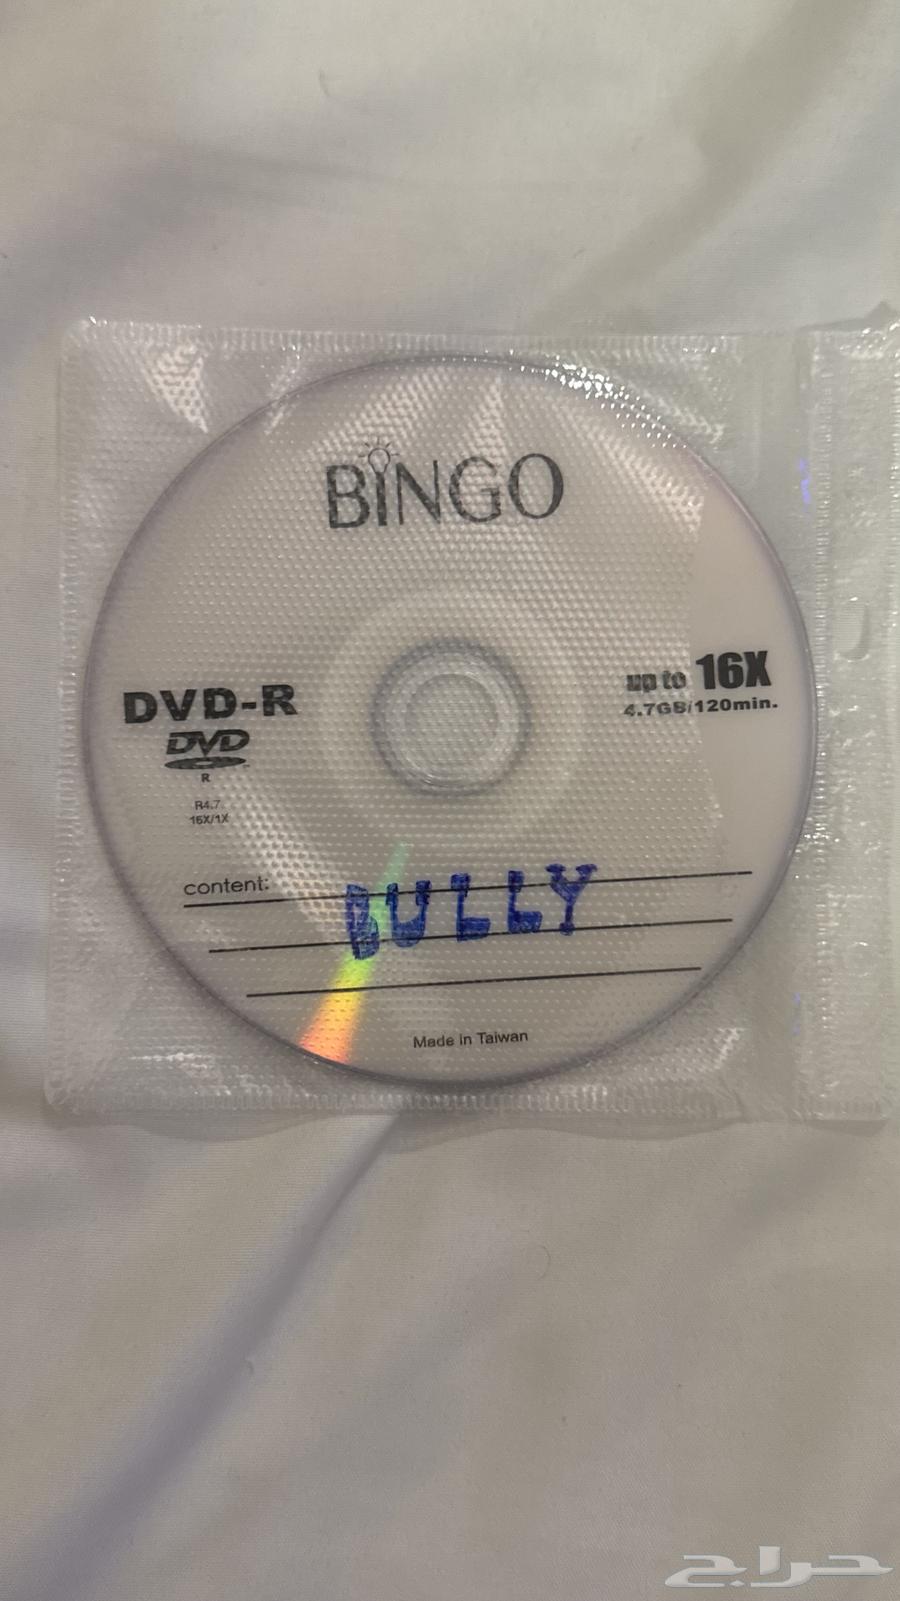 BINGO
DVD-R
up to 16X
4.7GB/120min.
DVD
R
R4.7
16X/1X
content:
BULLY
Made in Taiwan
حراج